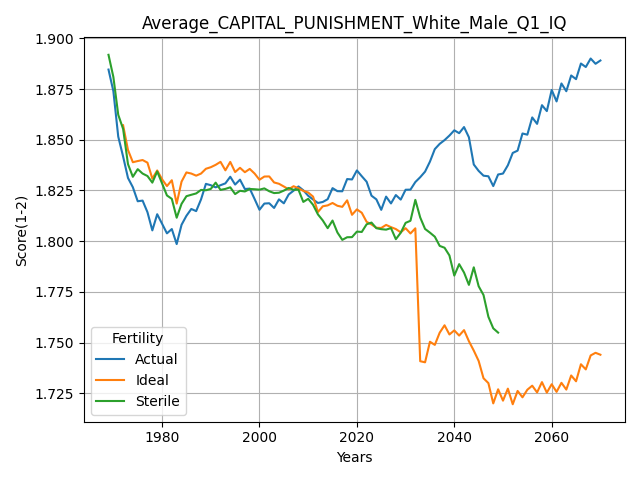 Average_CAPITAL_PUNISHMENT_White_Male_Q1_IQ
1.900
1.875
1.850
1.825
1.800
1.775
1.750
1.725
Score(1-2)
Fertility
Actual
Ideal
Sterile
1980
2000
2020
2040
2060
Years